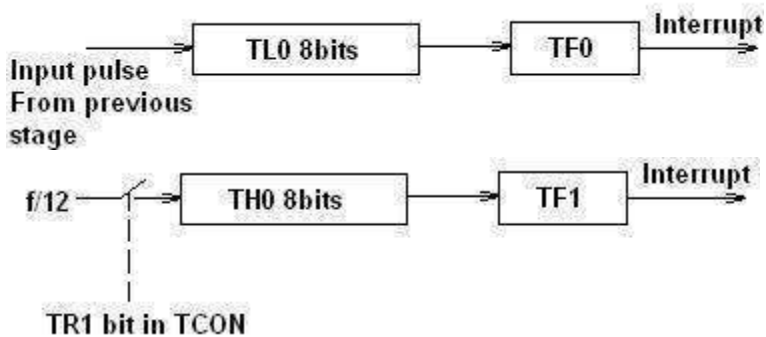 Interrupt
TL0 8bits
TF0
Input pulse
From previous
stage
Interrupt
f/12
TH0 8bits
TF1
TR1 bit in TCON